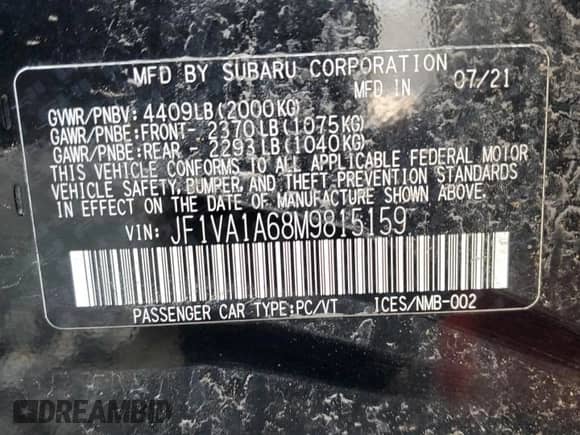 MFD BY SUBARU CORPORATION
MFD IN 07/21
GVWR/PNBV: 4409LB(2000KG)
GAWR/PNBE:FRONT- 2370LB(1075KG)
GAWR/PNBE:REAR - 2293LB(1040KG)
THIS VEHICLE CONFORMS TO ALL APPLICABLE FEDERAL MOTOR
VEHICLE SAFETY, BUMPER, AND THEFT PREVENTION STANDARDS
IN EFFECT ON THE DATE OF MANUFACTURE SHOWN ABOVE.
VIN: JF1VA1A68M9815159
PASSENGER CAR TYPE:PC/VT ICES/NMB-002
DREAMBID